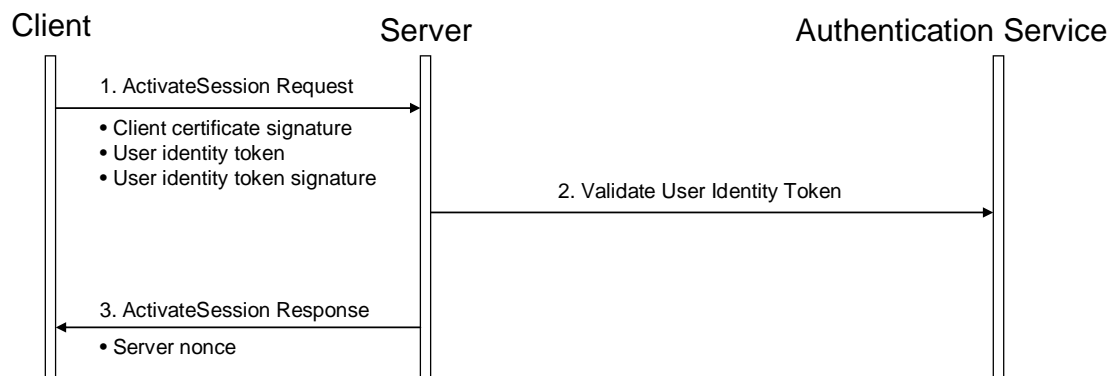 Client
Server
Authentication Service
1. ActivateSession Request
• Client certificate signature
• User identity token
• User identity token signature
2. Validate User Identity Token
3. ActivateSession Response
• Server nonce